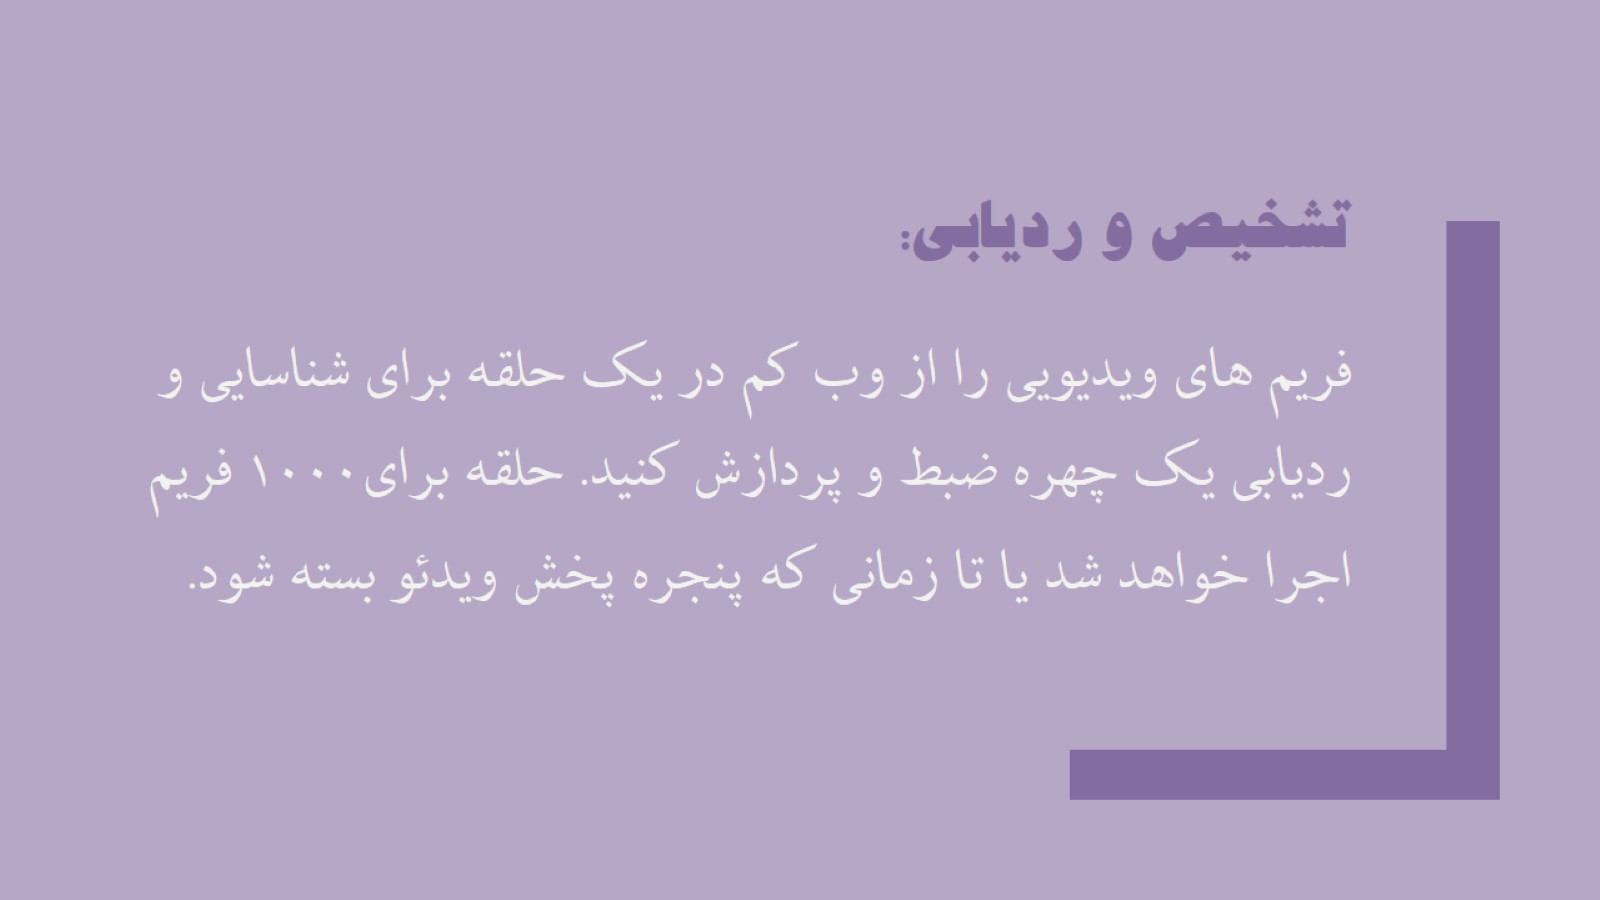 تشخیص و ردیابی:
فریم های ویدیویی را از وب کم در یک حلقه برای شناسایی و
ردیابی یک چهره ضبط و پردازش کنید. حلقه برای۱۰۰۰ فریم
اجرا خواهد شد یا تا زمانی که پنجره پخش ویدئو بسته شود.